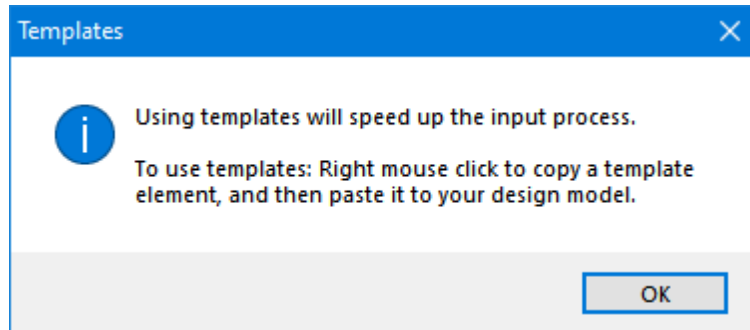 Templates
Using templates will speed up the input process.
To use templates: Right mouse click to copy a template
element, and then paste it to your design model.
OK